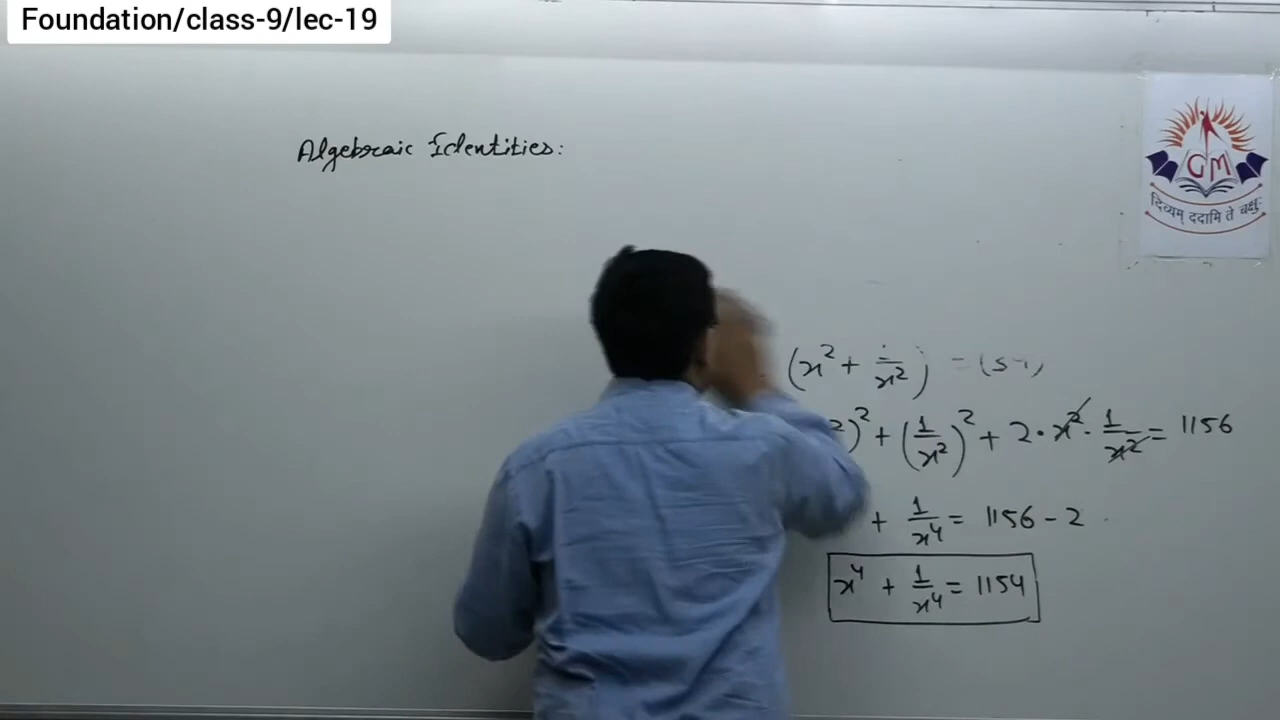 Foundation/class-9/lec-19
Algebraic Identities:
GM
दिव्यम् ददामि ते चक्षुः
(x² + 1/x²) = (
)² + (1/x²)² + 2 · x² · 1/x² = 1156
+ 1/x⁴ = 1156 - 2
x⁴ + 1/x⁴ = 1154